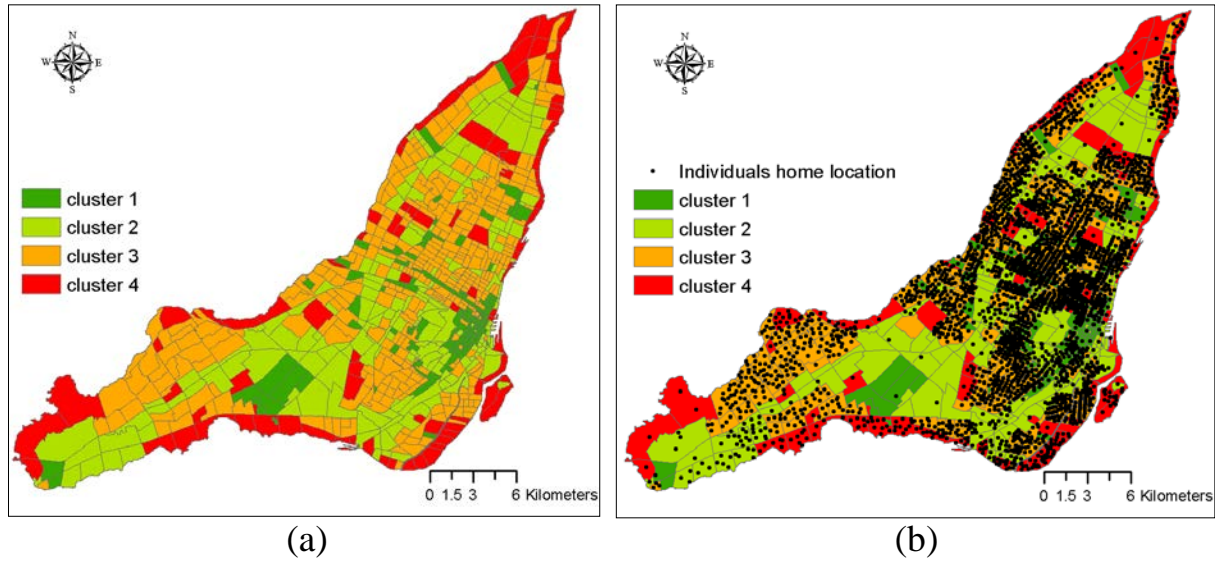 N
W E
S
cluster 1
cluster 2
cluster 3
cluster 4
0 1.5 3 6 Kilometers
(a)
N
W E
S
Individuals home location
cluster 1
cluster 2
cluster 3
cluster 4
0 1.5 3 6 Kilometers
(b)